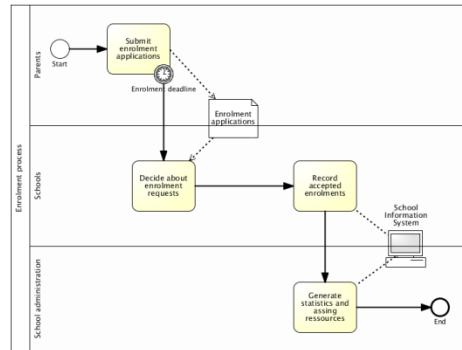 Enrolment process
Parents
Start
Submit
enrolment
applications
Enrolment deadline
Enrolment
applications
Schools
Decide about
enrolment
requests
Record
accepted
enrolments
School
Information
System
School administration
Generate
statistics and
assing
ressources
End